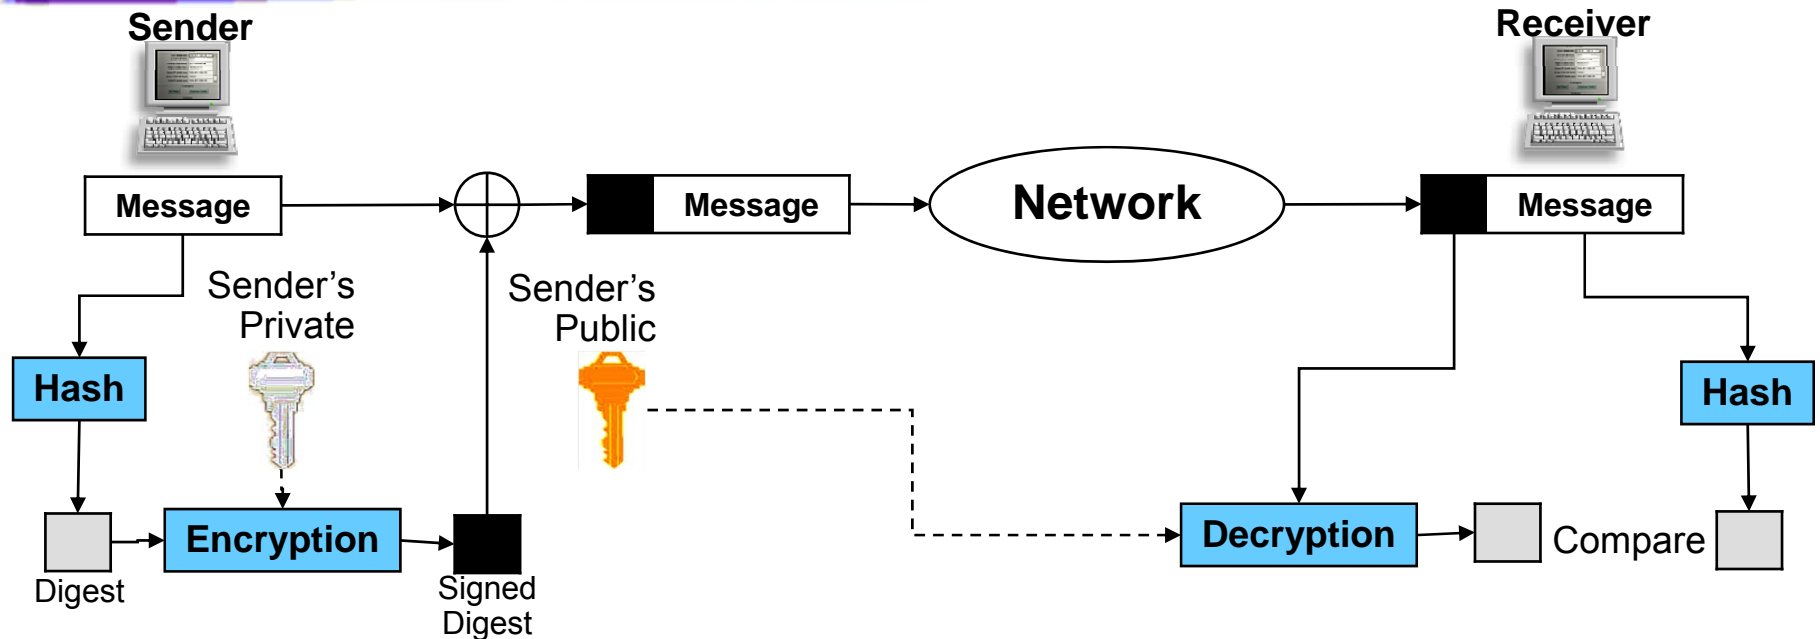 Sender
Receiver
Message
Message
Network
Message
Sender’s
Private
Sender’s
Public
Hash
Hash
Encryption
Decryption
Compare
Digest
Signed
Digest